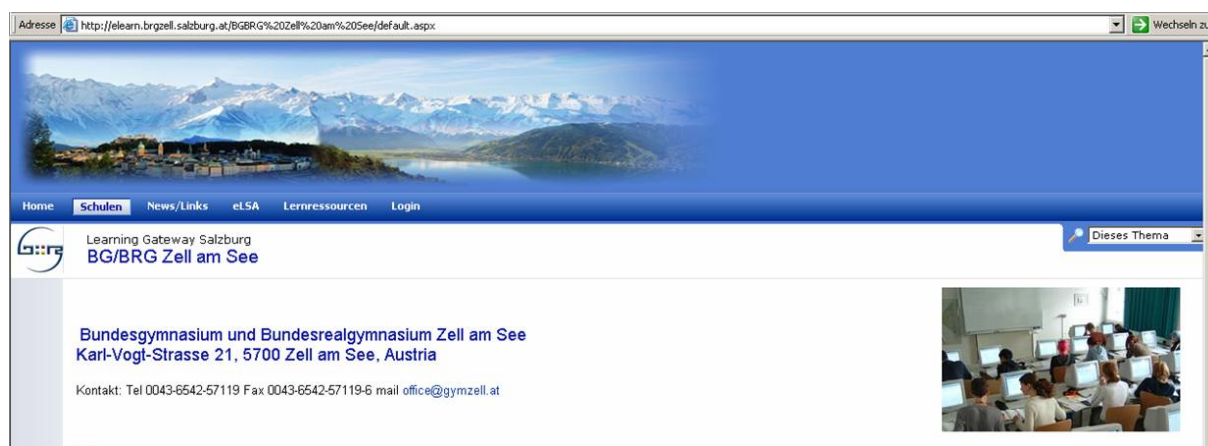 Adresse http://elearn.brgzell.salzburg.at/BGBRG%20Zell%20am%20See/default.aspx Wechseln zu
Home Schulen News/Links eLSA Lernressourcen Login
Learning Gateway Salzburg Dieses Thema
BG/BRG Zell am See
Bundesgymnasium und Bundesrealgymnasium Zell am See
Karl-Vogt-Strasse 21, 5700 Zell am See, Austria
Kontakt: Tel 0043-6542-57119 Fax 0043-6542-57119-6 mail office@gymzell.at